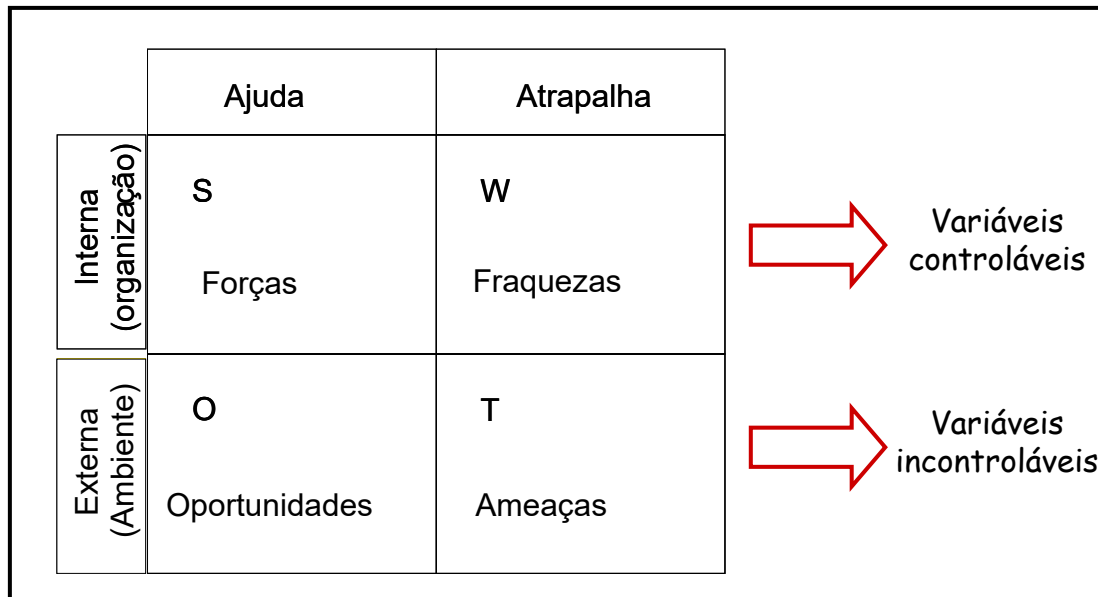 Ajuda
Atrapalha
Interna
(organização)
S
W
Forças
Fraquezas
Variáveis
controláveis
Externa
(Ambiente)
O
T
Oportunidades
Ameaças
Variáveis
incontroláveis